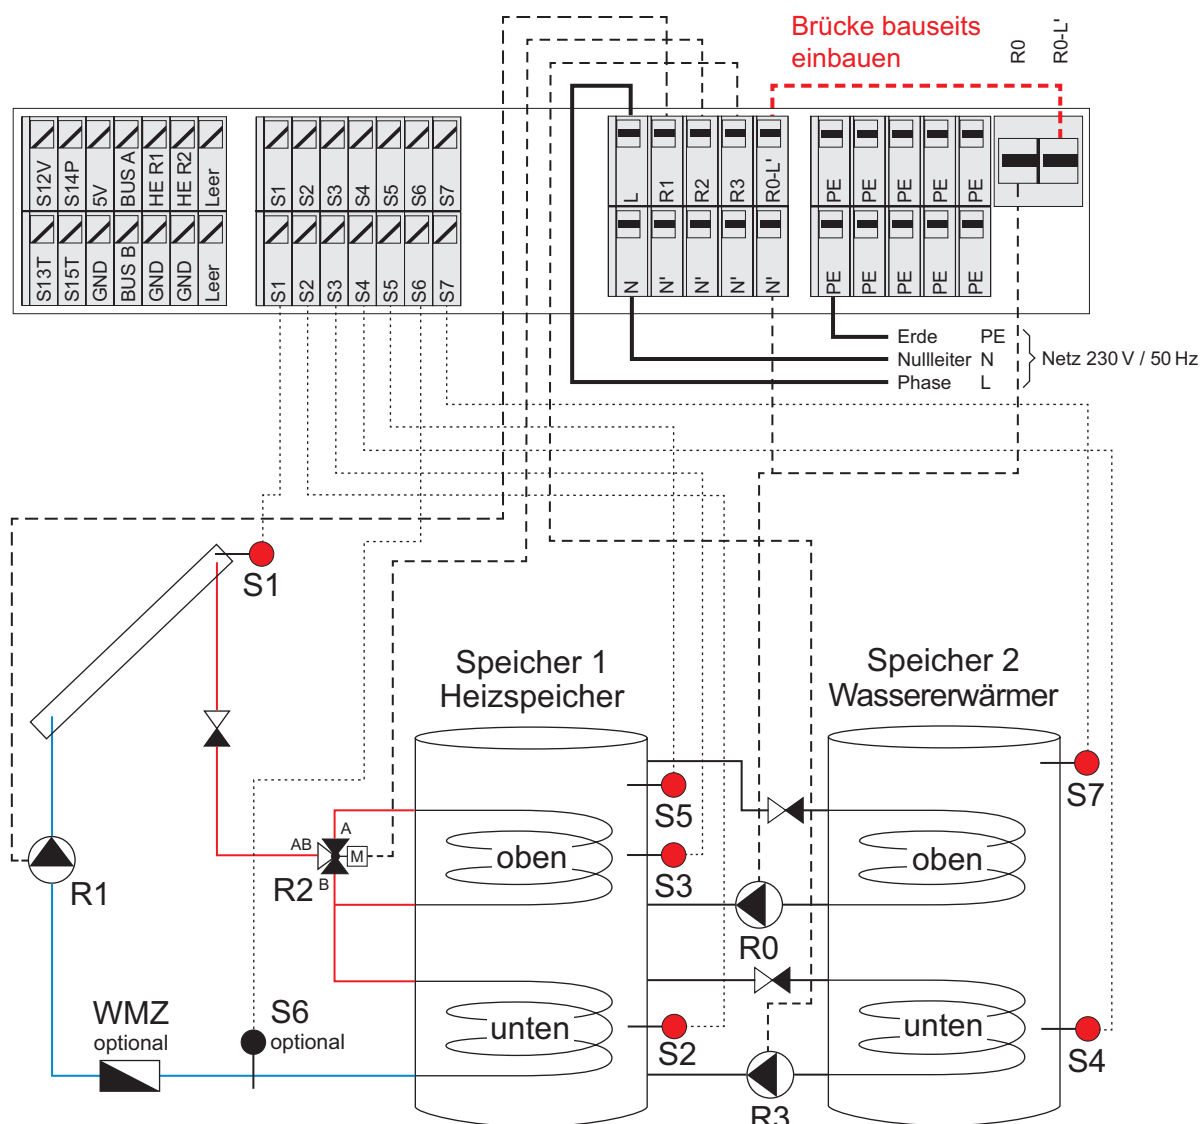 Brücke bauseits
einbauen
R0
R0-L'
S12V
S14P
5V
BUS A
HE R1
HE R2
Leer
S1
S2
S3
S4
S5
S6
S7
L
R1
R2
R3
R0-L'
PE
PE
PE
PE
PE
S13T
S15T
GND
BUS B
GND
GND
Leer
S1
S2
S3
S4
S5
S6
S7
N
N'
N'
N'
N'
PE
PE
PE
PE
PE
Erde PE
Nullleiter N
Phase L
Netz 230 V / 50 Hz
S1
Speicher 1
Heizspeicher
Speicher 2
Wassererwärmer
S7
S5
A
AB
M
B
R2
oben
S3
oben
R1
R0
WMZ
optional
S6
optional
unten
S2
unten
S4
R3